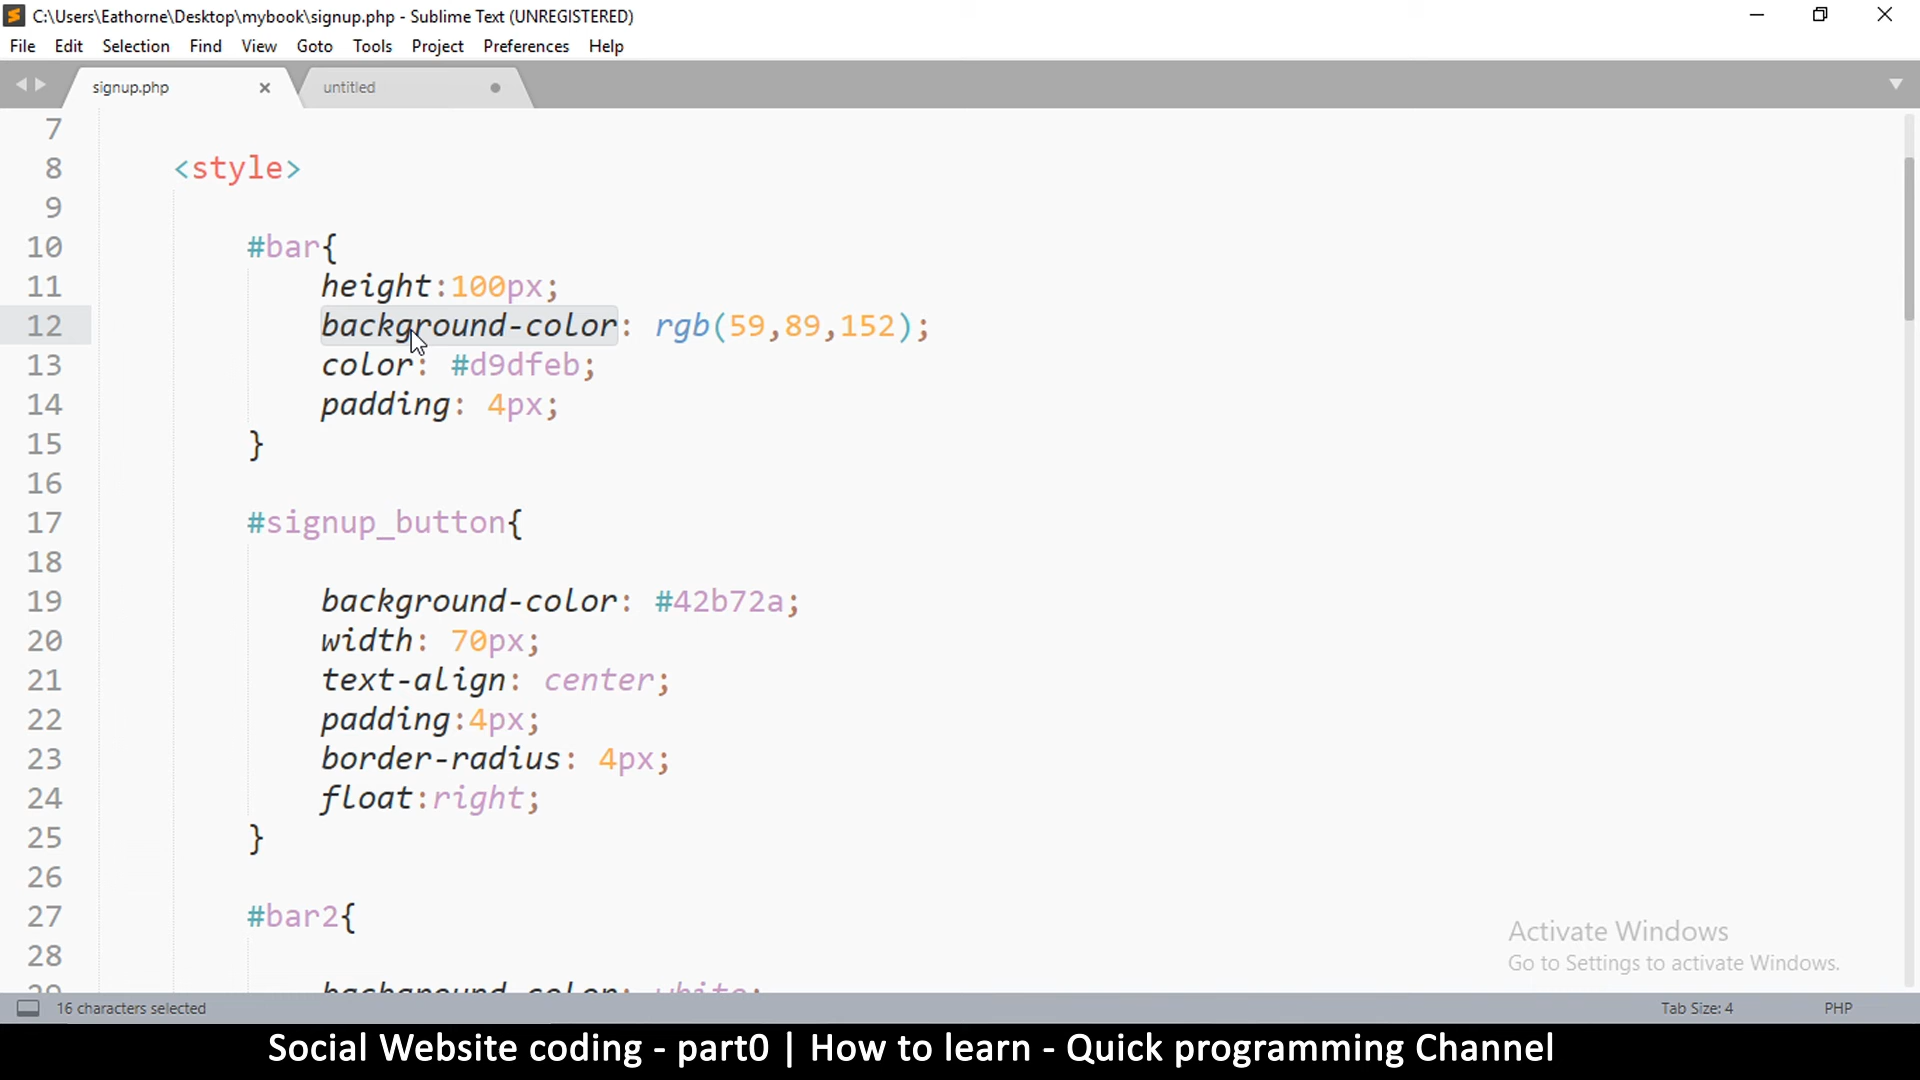 C:\Users\Eathorne\Desktop\mybook\signup.php - Sublime Text (UNREGISTERED)
File Edit Selection Find View Goto Tools Project Preferences Help
signup.php untitled
7
8 <style>
9
10 #bar{
11 height:100px;
12 background-color: rgb(59,89,152);
13 color: #d9dfeb;
14 padding: 4px;
15 }
16
17 #signup_button{
18
19 background-color: #42b72a;
20 width: 70px;
21 text-align: center;
22 padding:4px;
23 border-radius: 4px;
24 float:right;
25 }
26
27 #bar2{
28
29 background-color: white;
Activate Windows
Go to Settings to activate Windows.
16 characters selected Tab Size: 4 PHP
Social Website coding - part0 | How to learn - Quick programming Channel